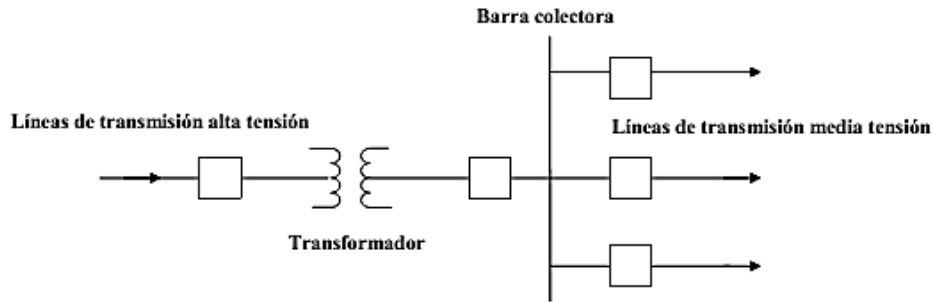 Barra colectora
Líneas de transmisión alta tensión
Líneas de transmisión media tensión
Transformador